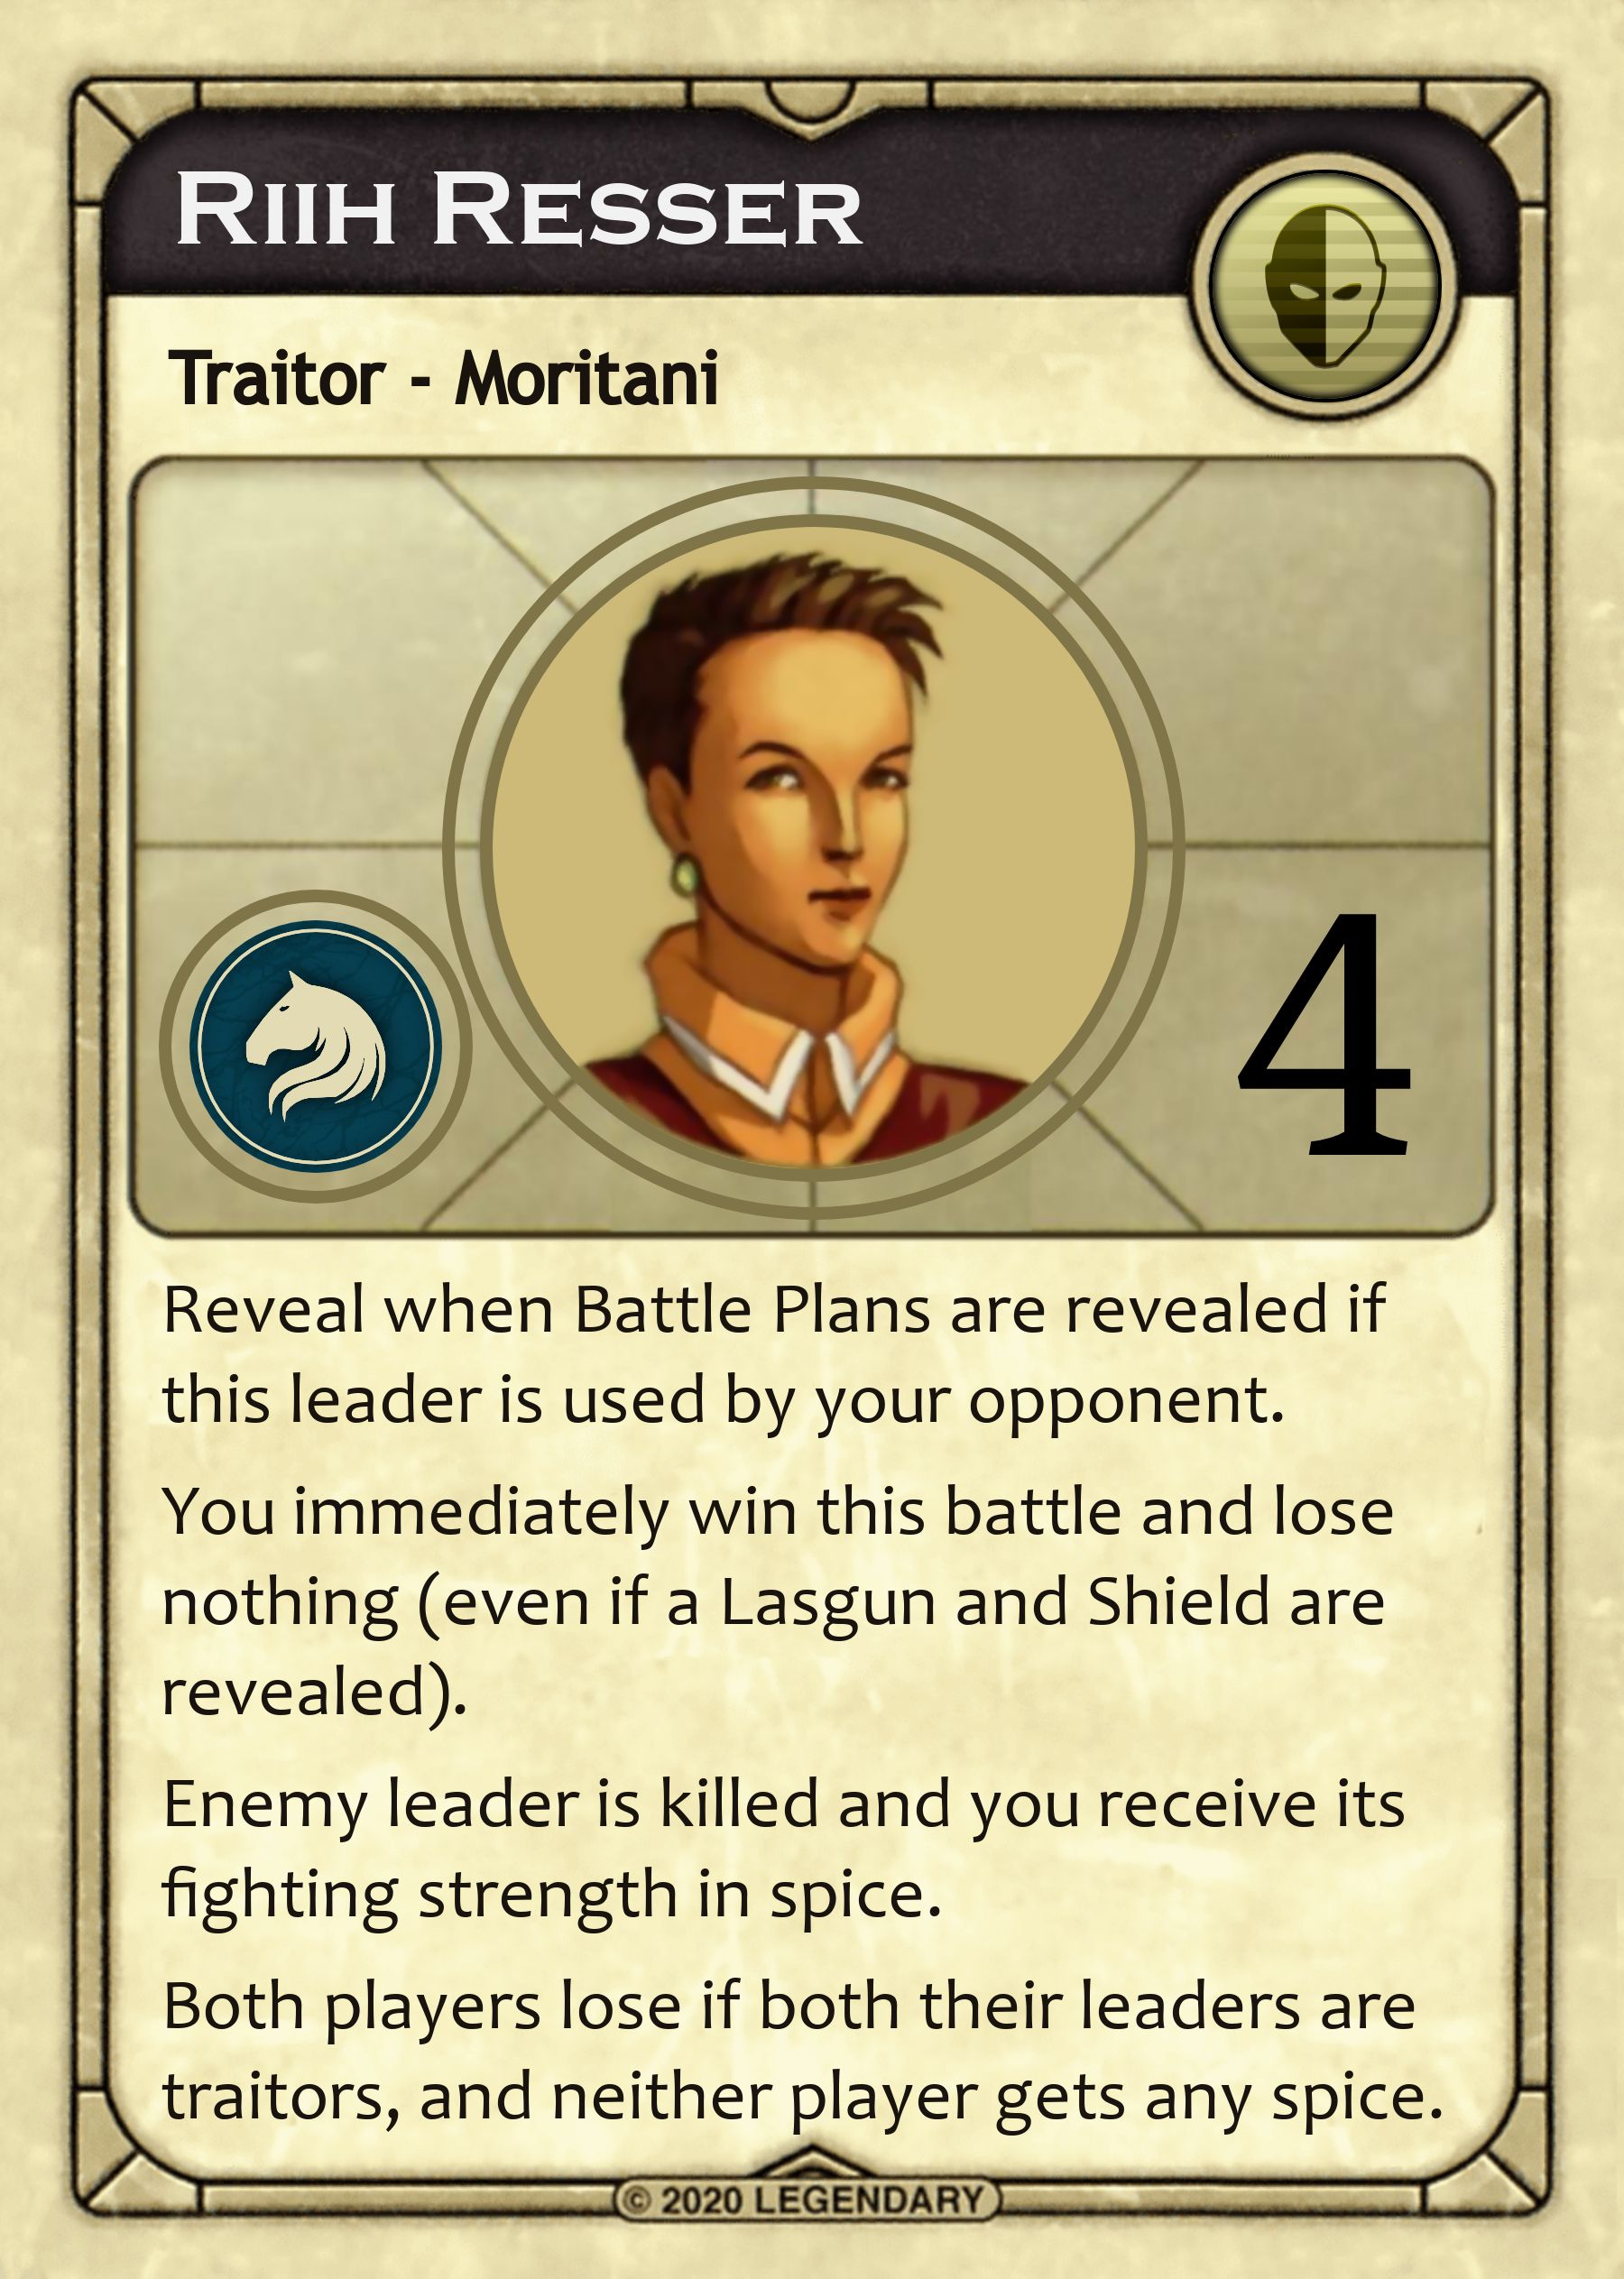 Riih Resser
Traitor - Moritani
4
Reveal when Battle Plans are revealed if
this leader is used by your opponent.
You immediately win this battle and lose
nothing (even if a Lasgun and Shield are
revealed).
Enemy leader is killed and you receive its
fighting strength in spice.
Both players lose if both their leaders are
traitors, and neither player gets any spice.
© 2020 LEGENDARY